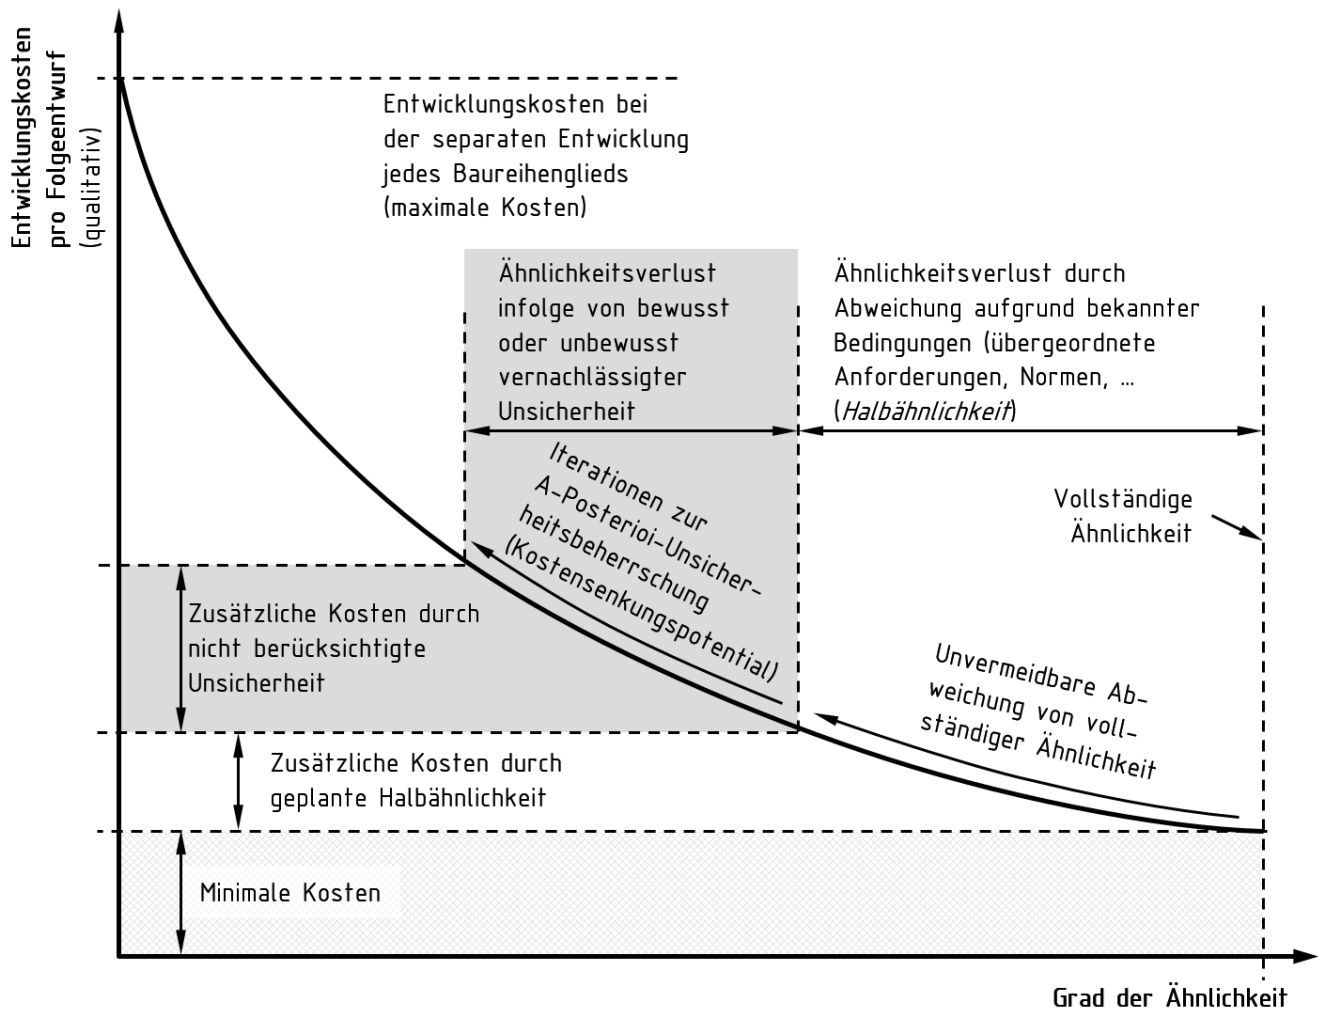 Entwicklungskosten
pro Folgeentwurf
(qualitativ)
Entwicklungskosten bei
der separaten Entwicklung
jedes Baureihenglieds
(maximale Kosten)
Ähnlichkeitsverlust
infolge von bewusst
oder unbewusst
vernachlässigter
Unsicherheit
Ähnlichkeitsverlust durch
Abweichung aufgrund bekannter
Bedingungen (übergeordnete
Anforderungen, Normen, …
(Halbähnlichkeit)
Iterationen zur
A-Posterioi-Unsicher-
heitsbeherrschung
(Kostensenkungspotential)
Vollständige
Ähnlichkeit
Zusätzliche Kosten durch
nicht berücksichtigte
Unsicherheit
Unvermeidbare Ab-
weichung von voll-
ständiger Ähnlichkeit
Zusätzliche Kosten durch
geplante Halbähnlichkeit
Minimale Kosten
Grad der Ähnlichkeit